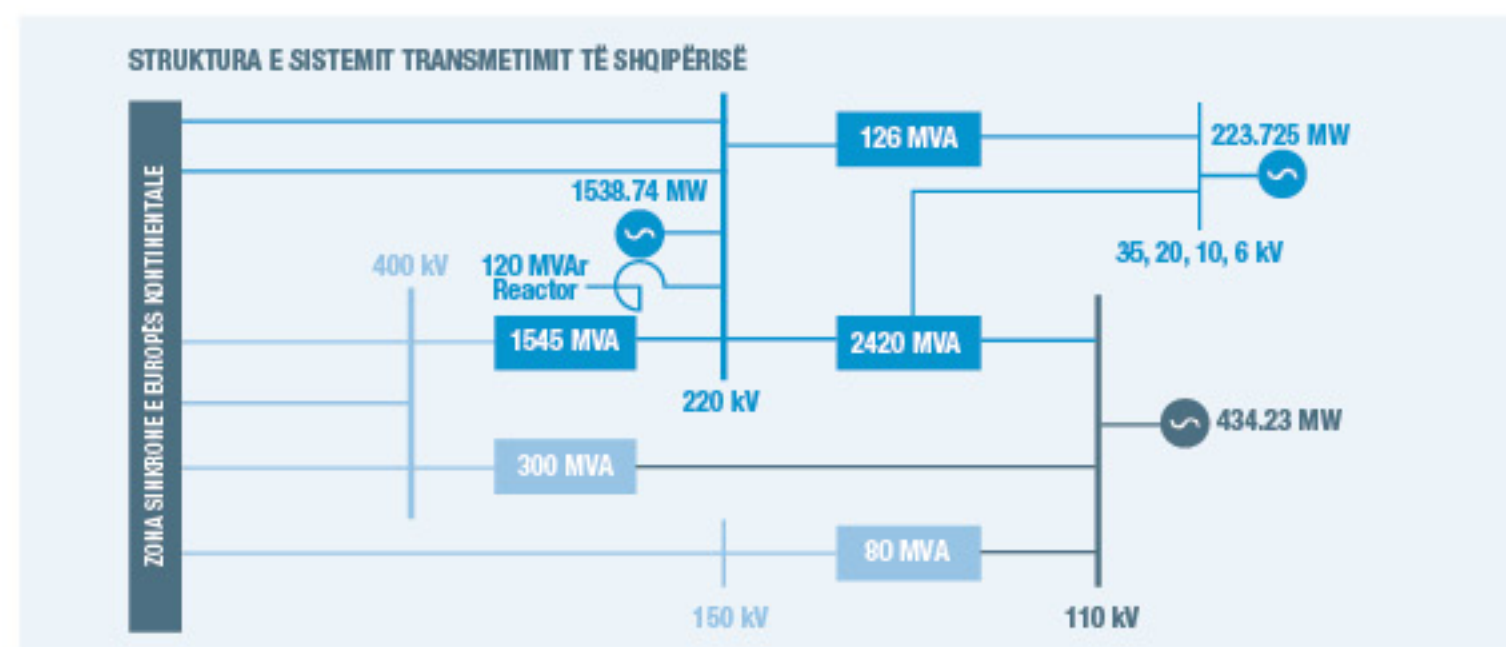 STRUKTURA E SISTEMIT TRANSMETIMIT TË SHQIPËRISË
ZONA SINKRONE E EUROPËS KONTINENTALE
126 MVA
223.725 MW
1538.74 MW
35, 20, 10, 6 kV
400 kV
120 MVAr
Reactor
1545 MVA
2420 MVA
220 kV
434.23 MW
300 MVA
80 MVA
150 kV
110 kV